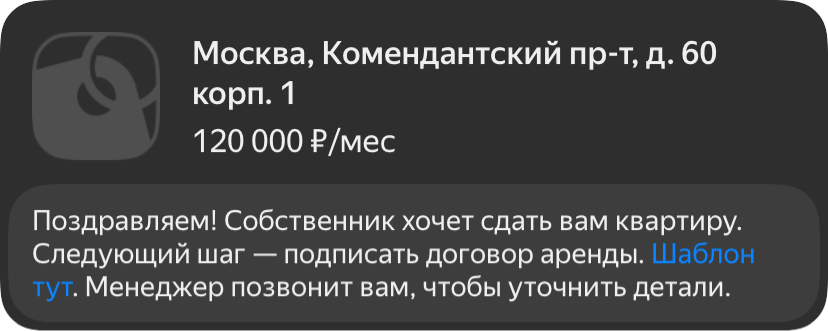 Москва, Комендантский пр-т, д. 60
корп. 1
120 000 ₽/мес
Поздравляем! Собственник хочет сдать вам квартиру.
Следующий шаг — подписать договор аренды. Шаблон
тут. Менеджер позвонит вам, чтобы уточнить детали.